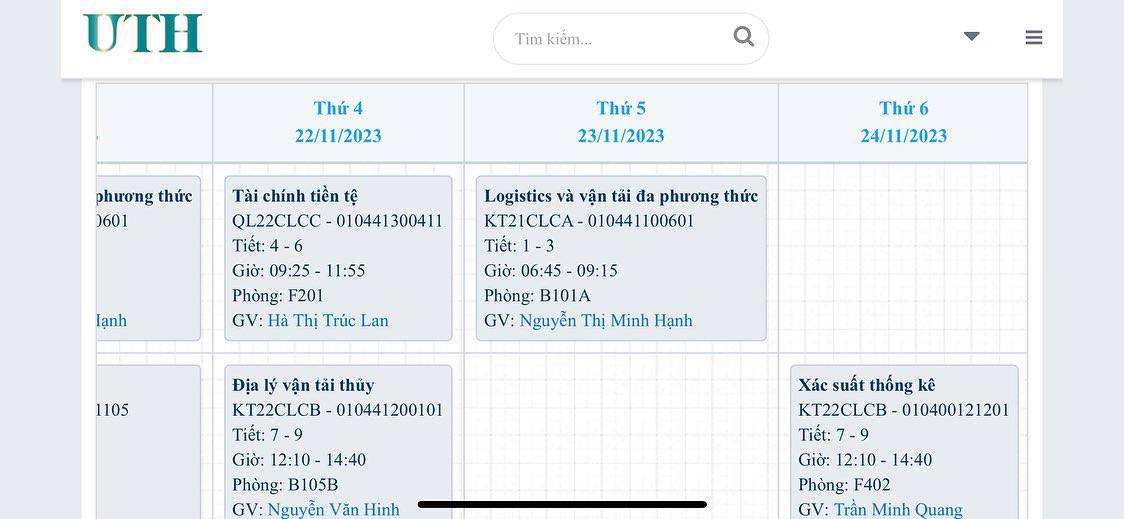 UTH
Tìm kiếm...
Thứ 4
22/11/2023
Thứ 5
23/11/2023
Thứ 6
24/11/2023
phương thức
0601
Hạnh
Tài chính tiền tệ
QL22CLCC - 010441300411
Tiết: 4 - 6
Giờ: 09:25 - 11:55
Phòng: F201
GV: Hà Thị Trúc Lan
Logistics và vận tải đa phương thức
KT21CLCA - 010441100601
Tiết: 1 - 3
Giờ: 06:45 - 09:15
Phòng: B101A
GV: Nguyễn Thị Minh Hạnh
1105
Địa lý vận tải thủy
KT22CLCB - 010441200101
Tiết: 7 - 9
Giờ: 12:10 - 14:40
Phòng: B105B
GV: Nguyễn Văn Hinh
Xác suất thống kê
KT22CLCB - 010400121201
Tiết: 7 - 9
Giờ: 12:10 - 14:40
Phòng: F402
GV: Trần Minh Quang